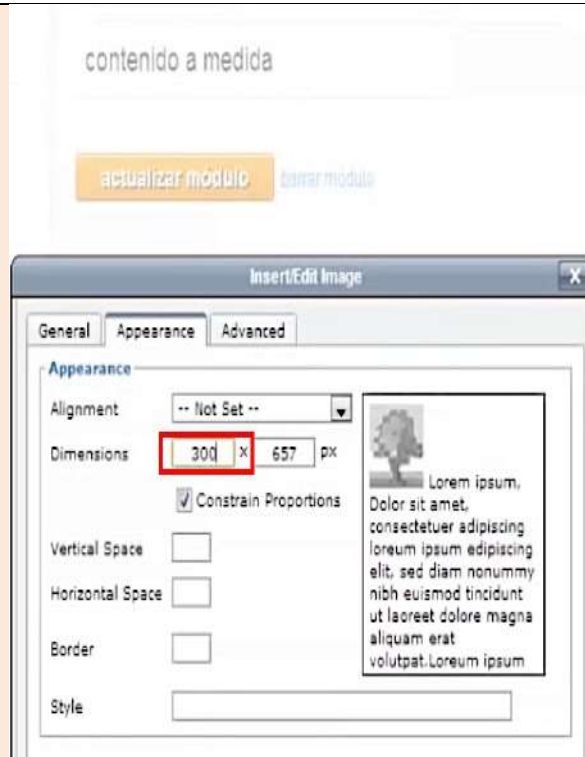 contenido a medida
actualizar módulo borrar módulo
Insert/Edit Image X
General Appearance Advanced
Appearance
Alignment -- Not Set --
Dimensions 300 x 657 px
Constrain Proportions
Vertical Space
Horizontal Space
Border
Style
Lorem ipsum,
Dolor sit amet,
consectetuer adipiscing
loreum ipsum edipiscing
elit, sed diam nonummy
nibh euismod tincidunt
ut laoreet dolore magna
aliquam erat
volutpat.Loreum ipsum